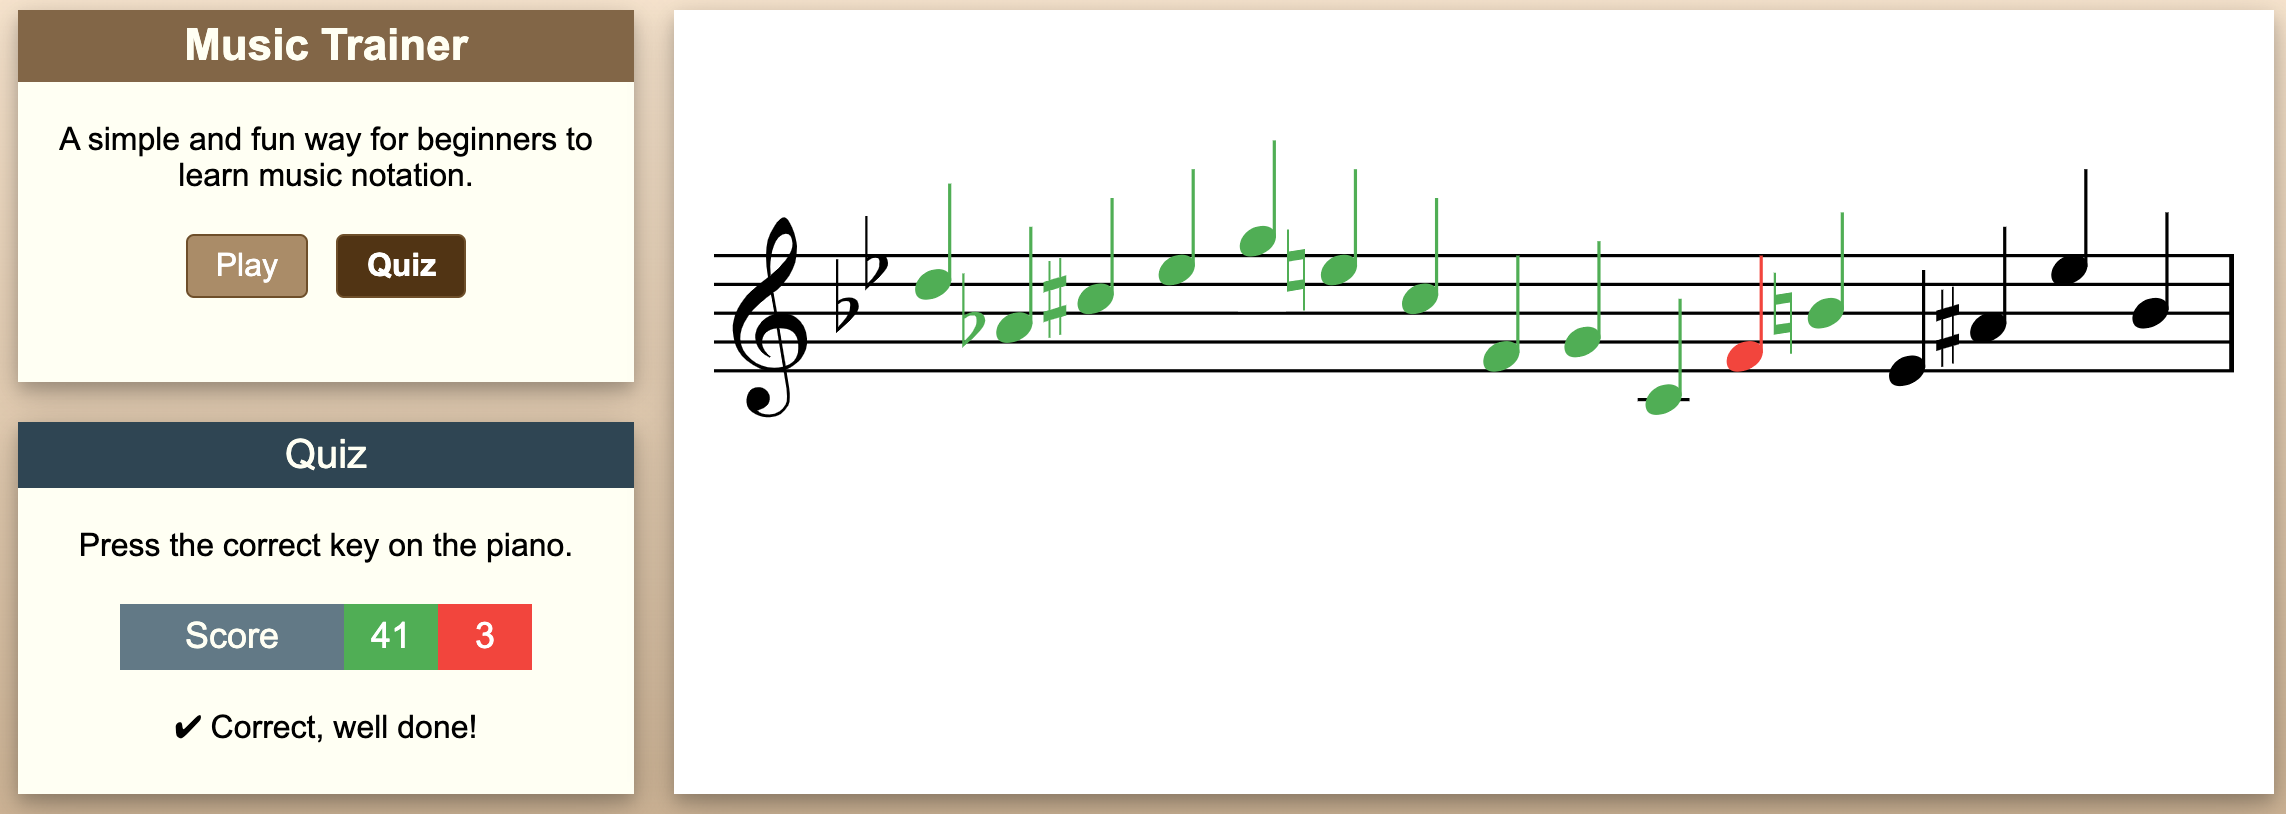 Music Trainer
A simple and fun way for beginners to
learn music notation.
Play Quiz
Quiz
Press the correct key on the piano.
Score 41 3
✔ Correct, well done!